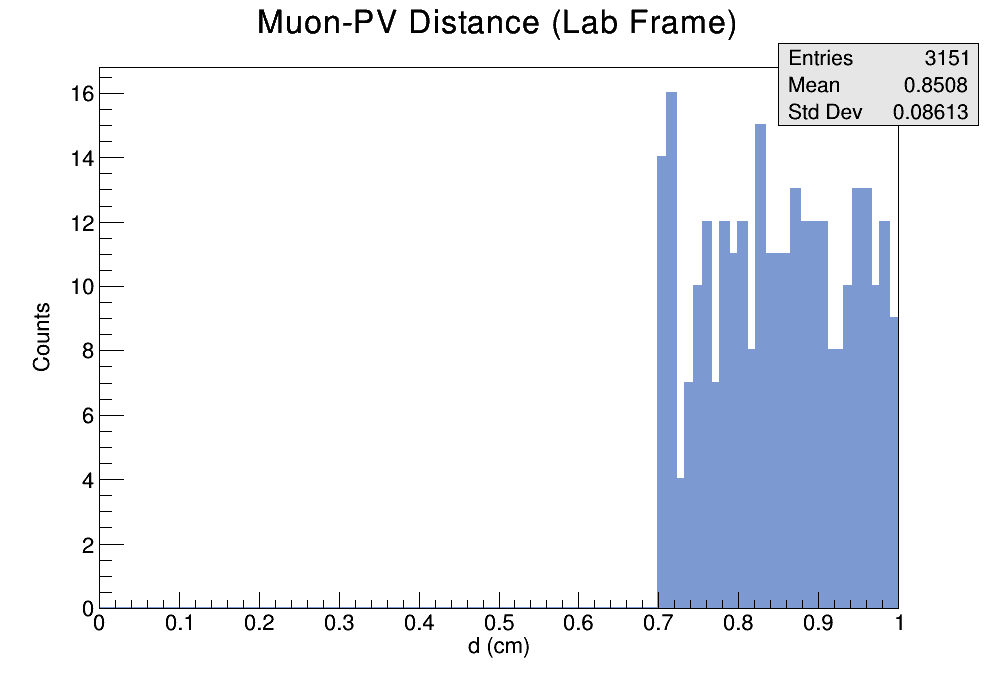 Muon-PV Distance (Lab Frame)
Entries 3151
Mean 0.8508
Std Dev 0.08613
16
14
12
10
8
6
4
2
0
Counts
0 0.1 0.2 0.3 0.4 0.5 0.6 0.7 0.8 0.9 1
d (cm)